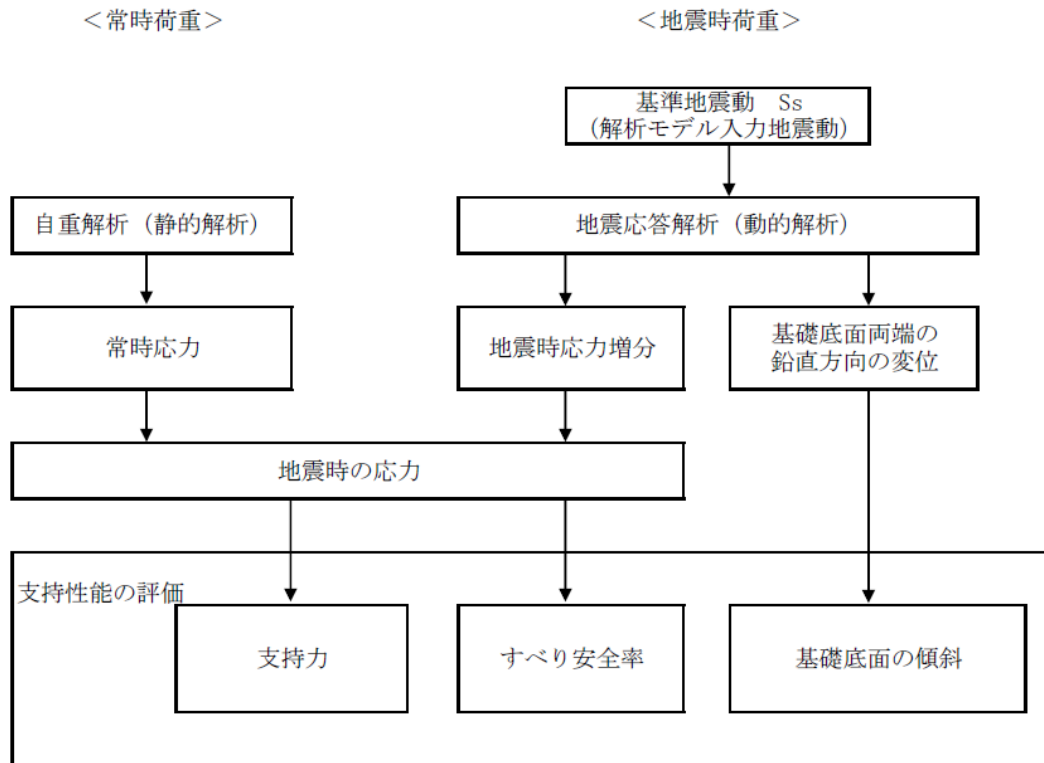 ＜常時荷重＞
＜地震時荷重＞
基準地震動　Ss
（解析モデル入力地震動）
自重解析（静的解析）
地震応答解析（動的解析）
常時応力
地震時応力増分
基礎底面両端の
鉛直方向の変位
地震時の応力
支持性能の評価
支持力
すべり安全率
基礎底面の傾斜